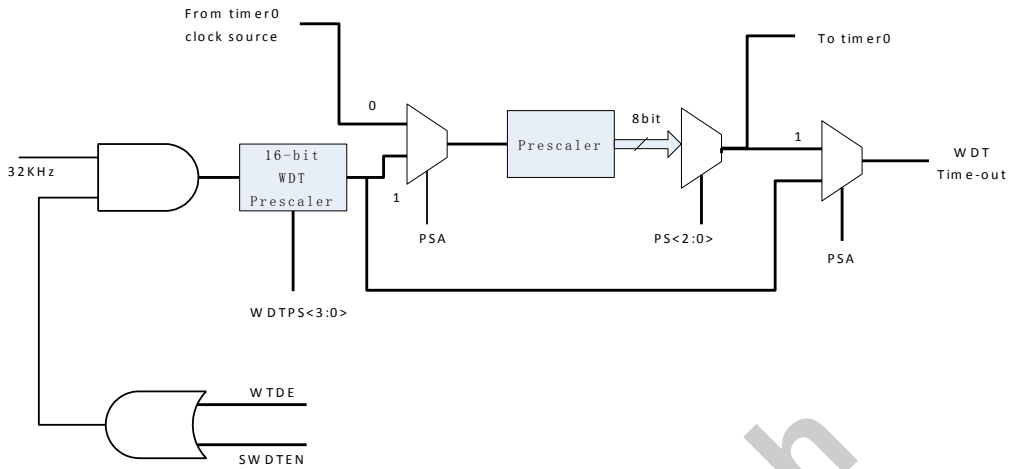 From timer0
clock source
To timer0
0
8bit
1
32KHz
16-bit
WDT
Prescaler
Prescaler
WDT
Time-out
1
PSA
PS<2:0>
PSA
WDTPS<3:0>
WTDE
SWDTEN
h